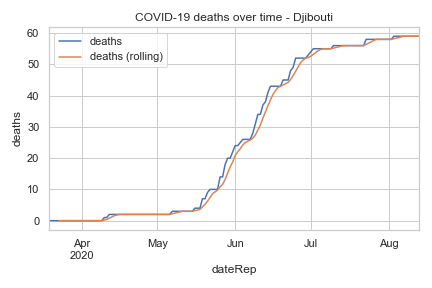 COVID-19 deaths over time - Djibouti
deaths
deaths (rolling)
60
50
40
30
20
10
0
deaths
Apr
2020
May
Jun
Jul
Aug
dateRep